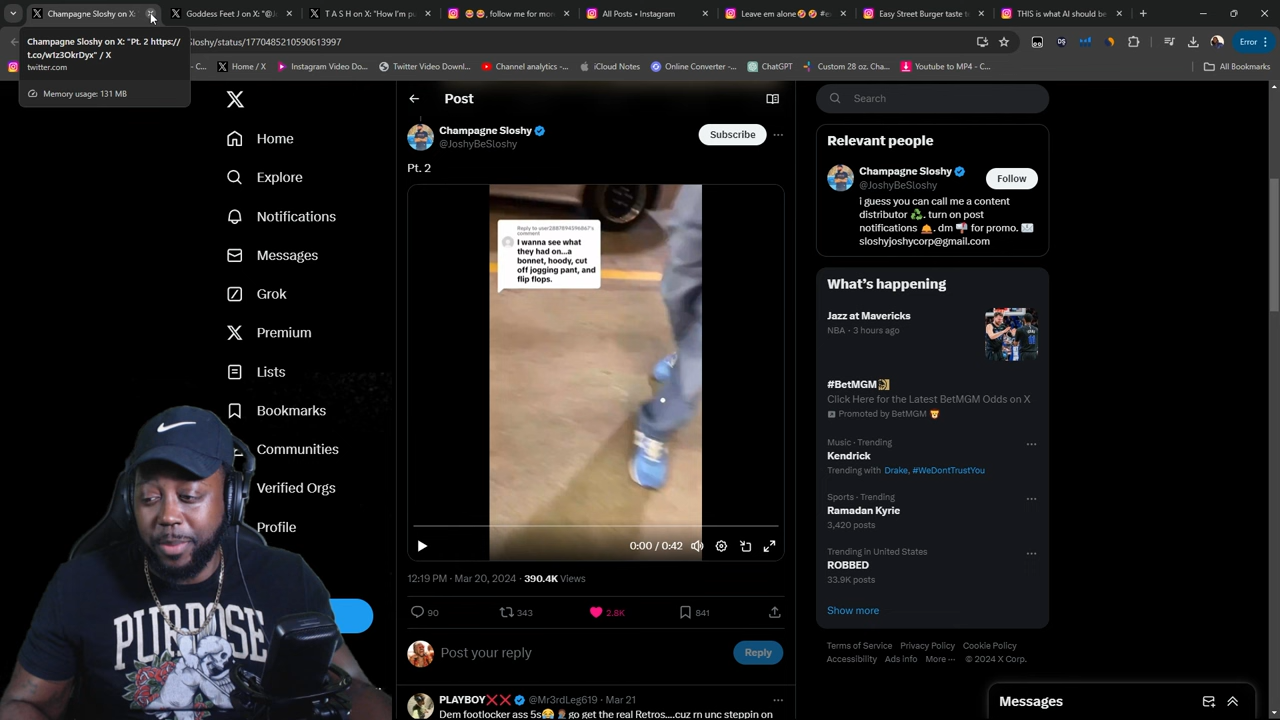 Champagne Sloshy on X:
Goddess Feet J on X: "@J
T A S H on X: "How I'm pu
😂😂, follow me for mor
All Posts • Instagram
Leave em alone🤣🤣 #e
Easy Street Burger taste t
THIS is what AI should be
Champagne Sloshy on X: "Pt. 2 https://
t.co/w1z3OkrDyx" / X
twitter.com
Memory usage: 131 MB
Sloshy/status/1770485210590613997
Error
Home / X
Instagram Video Do...
Twitter Video Downl...
Channel analytics -...
iCloud Notes
Online Converter -...
ChatGPT
Custom 28 oz. Cha...
Youtube to MP4 - C...
All Bookmarks
Home
Explore
Notifications
Messages
Grok
Premium
Lists
Bookmarks
Communities
Verified Orgs
Profile
Post
Champagne Sloshy
@JoshyBeSloshy
Subscribe
Pt. 2
Reply to user2887894596867's
comment
I wanna see what
they had on...a
bonnet, hoody, cut
off jogging pant, and
flip flops.
0:00 / 0:42
12:19 PM · Mar 20, 2024 · 390.4K Views
90 343 2.8K 841
Post your reply
Reply
PLAYBOY❌❌ @Mr3rdLeg619 · Mar 21
Dem footlocker ass 5s😂 go get the real Retros....cuz rn unc steppin on
Search
Relevant people
Champagne Sloshy
@JoshyBeSloshy
Follow
i guess you can call me a content
distributor ♻️. turn on post
notifications 🛎️. dm 📪 for promo. 📧
sloshyjoshycorp@gmail.com
What's happening
Jazz at Mavericks
NBA · 3 hours ago
#BetMGM
Click Here for the Latest BetMGM Odds on X
Promoted by BetMGM
Music · Trending
Kendrick
Trending with Drake, #WeDontTrustYou
Sports · Trending
Ramadan Kyrie
3,420 posts
Trending in United States
ROBBED
33.9K posts
Show more
Terms of Service Privacy Policy Cookie Policy
Accessibility Ads info More ··· © 2024 X Corp.
Messages
PURPOSE